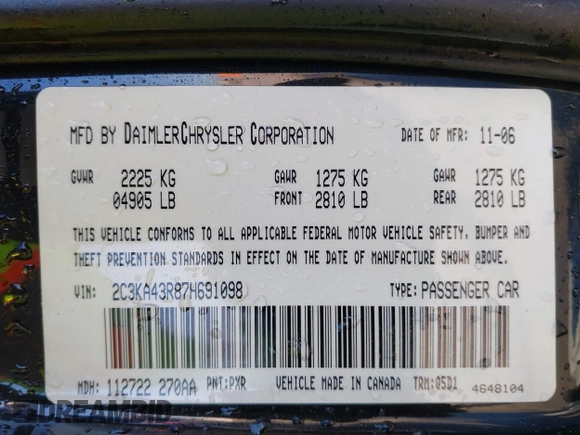 MFD BY DAIMLERCHRYSLER CORPORATION DATE OF MFR: 11-06
GVWR 2225 KG GAWR 1275 KG GAWR 1275 KG
04905 LB FRONT 2810 LB REAR 2810 LB
THIS VEHICLE CONFORMS TO ALL APPLICABLE FEDERAL MOTOR VEHICLE SAFETY, BUMPER AND
THEFT PREVENTION STANDARDS IN EFFECT ON THE DATE OF MANUFACTURE SHOWN ABOVE.
VIN: 2C3KA43R87H691098 TYPE: PASSENGER CAR
MDH: 112722 270AA PNT: PXR VEHICLE MADE IN CANADA TRM: G5D1 4648104
DREAMBID